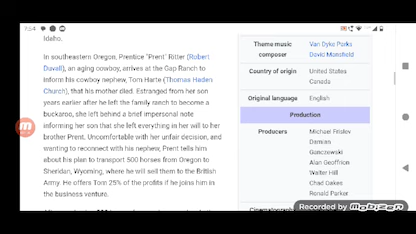 7:54
Idaho.
In southeastern Oregon, Prentice "Prent" Ritter (Robert
Duvall), an aging cowboy, arrives at the Gap Ranch to
inform his cowboy nephew, Tom Harte (Thomas Haden
Church), that his mother died. Estranged from her son
years earlier after he left the family ranch to become a
buckaroo, she left behind a brief impersonal note
informing her son that she left everything in her will to her
brother Prent. Uncomfortable with her unfair decision, and
wanting to reconnect with his nephew, Prent tells him
about his plan to transport 500 horses from Oregon to
Sheridan, Wyoming, where he will sell them to the British
Army. He offers Tom 25% of the profits if he joins him in
the business venture.
Theme music
composer
Van Dyke Parks
David Mansfield
Country of origin
United States
Canada
Original language
English
Production
Producers
Michael Frislev
Damian
Ganczewski
Alan Geoffrion
Walter Hill
Chad Oakes
Ronald Parker
Cinematography
Recorded by Mobizen